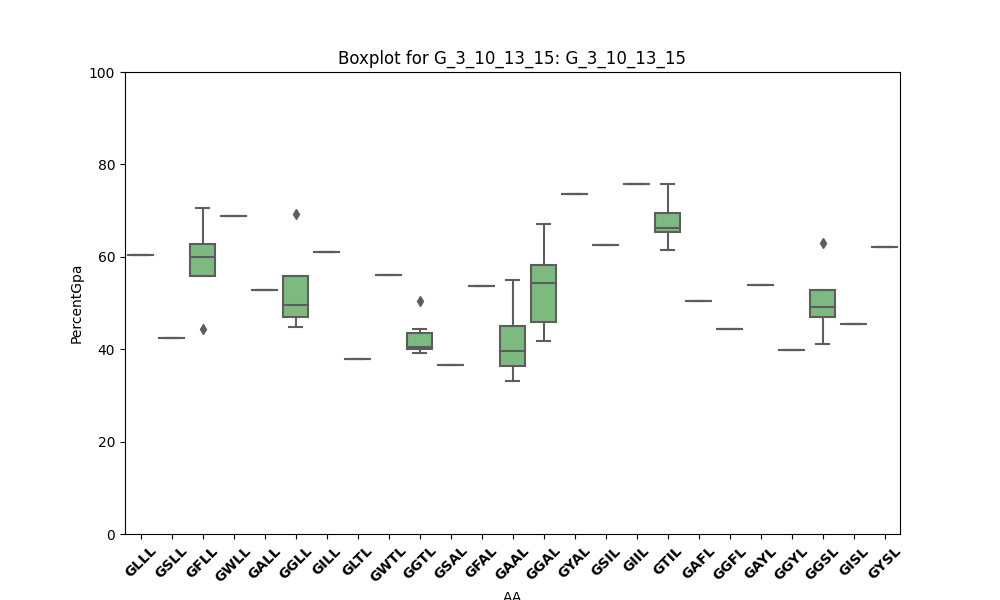 Boxplot for G_3_10_13_15: G_3_10_13_15
100
80
60
40
20
0
PercentGpa
GLLL GSLL GFLL GWLL GALL GGLL GILL GLTL GWTL GGTL GSAL GFAL GAAL GGAL GYAL GSIL GIIL GTIL GAFL GGFL GAYL GGYL GGSL GISL GYSL
AA